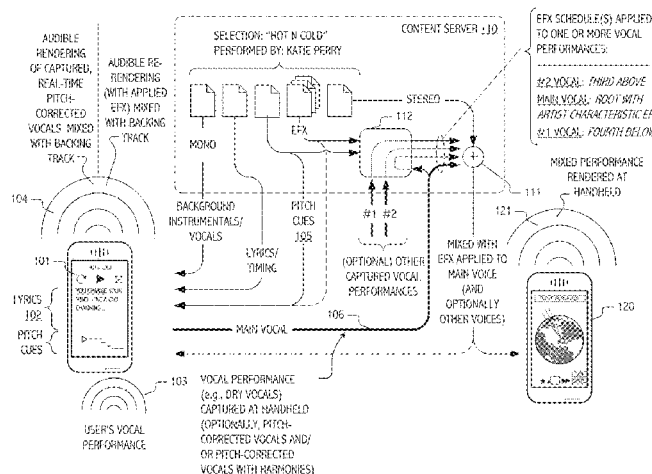 SELECTION: "HOT N COLD"
PERFORMED BY: KATIE PERRY
CONTENT SERVER 110
EFX SCHEDULE(S) APPLIED
TO ONE OR MORE VOCAL
PERFORMANCES:
#2 VOCAL: THIRD ABOVE
MAIN VOCAL: ROOT WITH
ARTIST CHARACTERISTIC EF
#1 VOCAL: FOURTH BELOW
AUDIBLE
RENDERING
OF CAPTURED,
REAL-TIME
PITCH-
CORRECTED
VOCALS MIXED
WITH BACKING
TRACK
AUDIBLE RE-
RENDERING
(WITH APPLIED
EFX) MIXED
WITH BACKING
TRACK
STEREO
112
EFX
MONO
111
MIXED PERFORMANCE
RENDERED AT
HANDHELD
104
BACKGROUND
INSTRUMENTALS/
VOCALS
PITCH
CUES
105
#1 #2
121
LYRICS/
TIMING
(OPTIONAL) OTHER
CAPTURED VOCAL
PERFORMANCES
MIXED WITH
EFX APPLIED TO
MAIN VOICE
(AND
OPTIONALLY
OTHER VOICES)
101
LYRICS
102
PITCH
CUES
106
MAIN VOCAL
120
103
USER'S VOCAL
PERFORMANCE
VOCAL PERFORMANCE
(e.g., DRY VOCALS)
CAPTURED AT HANDHELD
(OPTIONALLY, PITCH-
CORRECTED VOCALS AND/
OR PITCH-CORRECTED
VOCALS WITH HARMONIES)